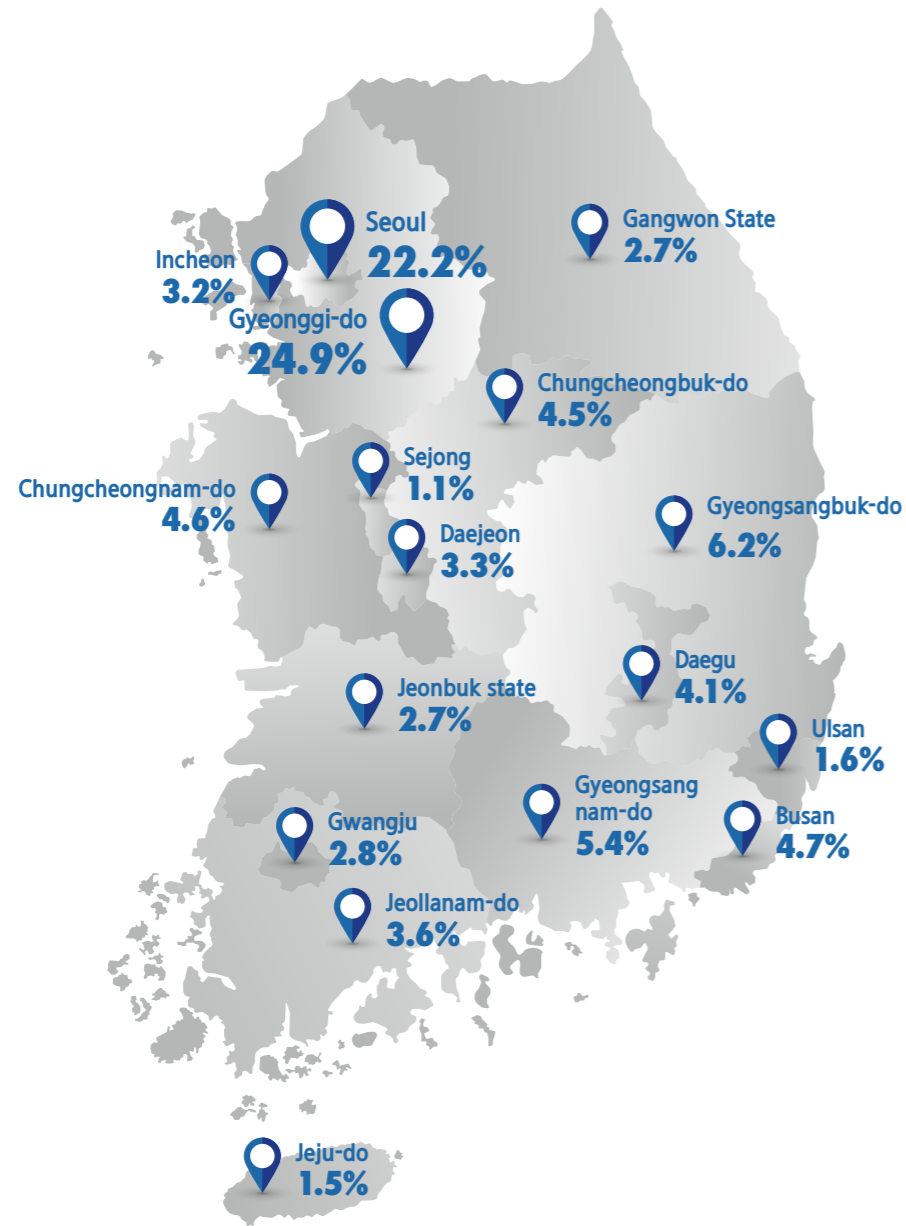 Seoul
22.2%
Gangwon State
2.7%
Incheon
3.2%
Gyeonggi-do
24.9%
Chungcheongbuk-do
4.5%
Sejong
1.1%
Chungcheongnam-do
4.6%
Gyeongsangbuk-do
6.2%
Daejeon
3.3%
Daegu
4.1%
Jeonbuk state
2.7%
Ulsan
1.6%
Gyeongsang
nam-do
5.4%
Busan
4.7%
Gwangju
2.8%
Jeollanam-do
3.6%
Jeju-do
1.5%